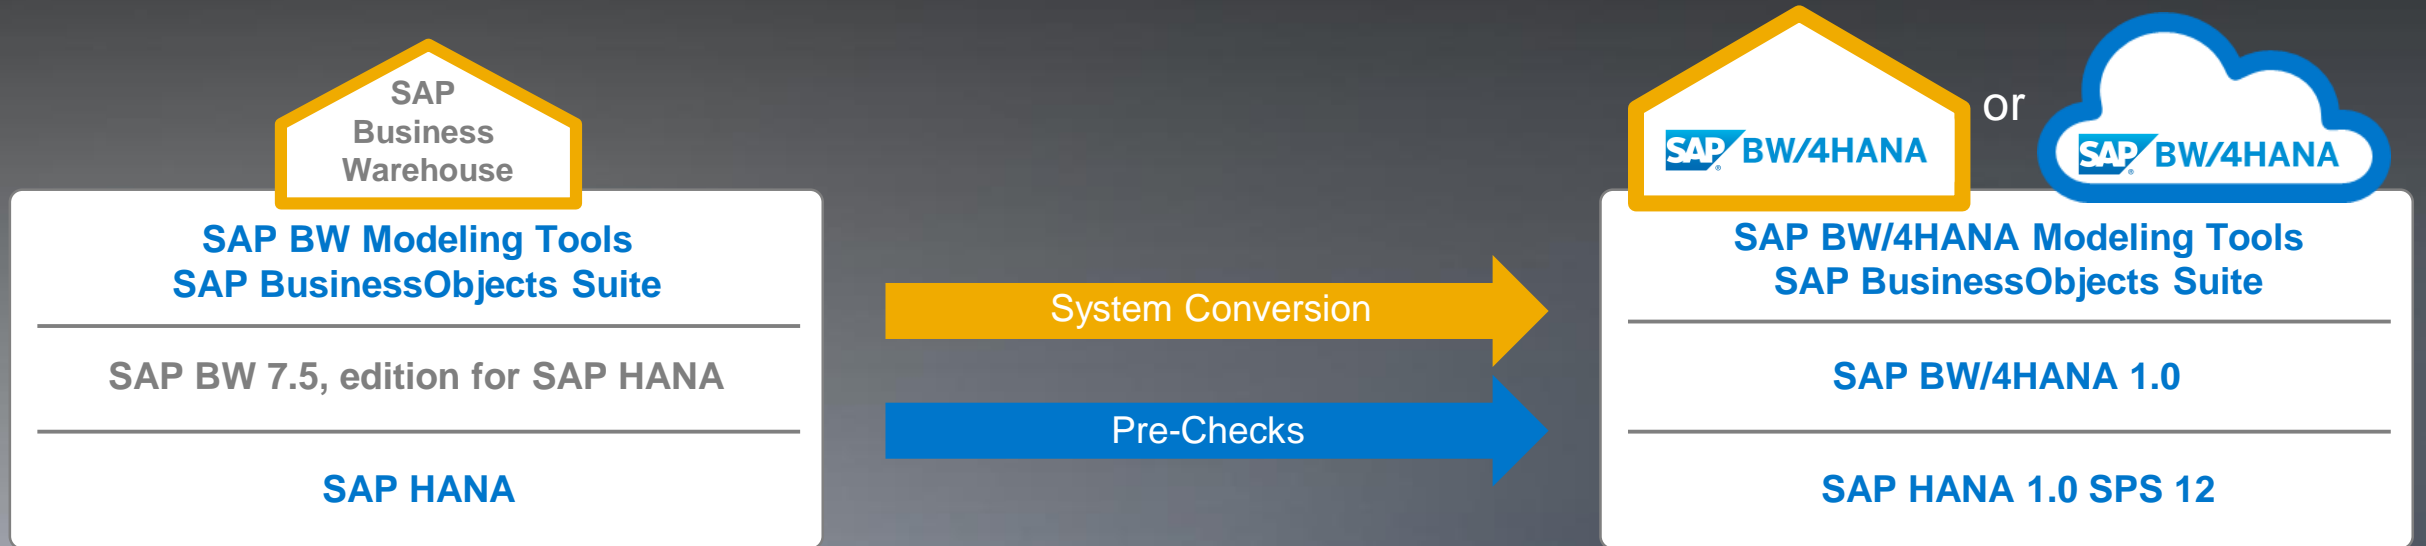 SAP
Business
Warehouse
SAP BW Modeling Tools
SAP BusinessObjects Suite
SAP BW 7.5, edition for SAP HANA
SAP HANA
System Conversion
Pre-Checks
SAP® BW/4HANA
or
SAP® BW/4HANA
SAP BW/4HANA Modeling Tools
SAP BusinessObjects Suite
SAP BW/4HANA 1.0
SAP HANA 1.0 SPS 12